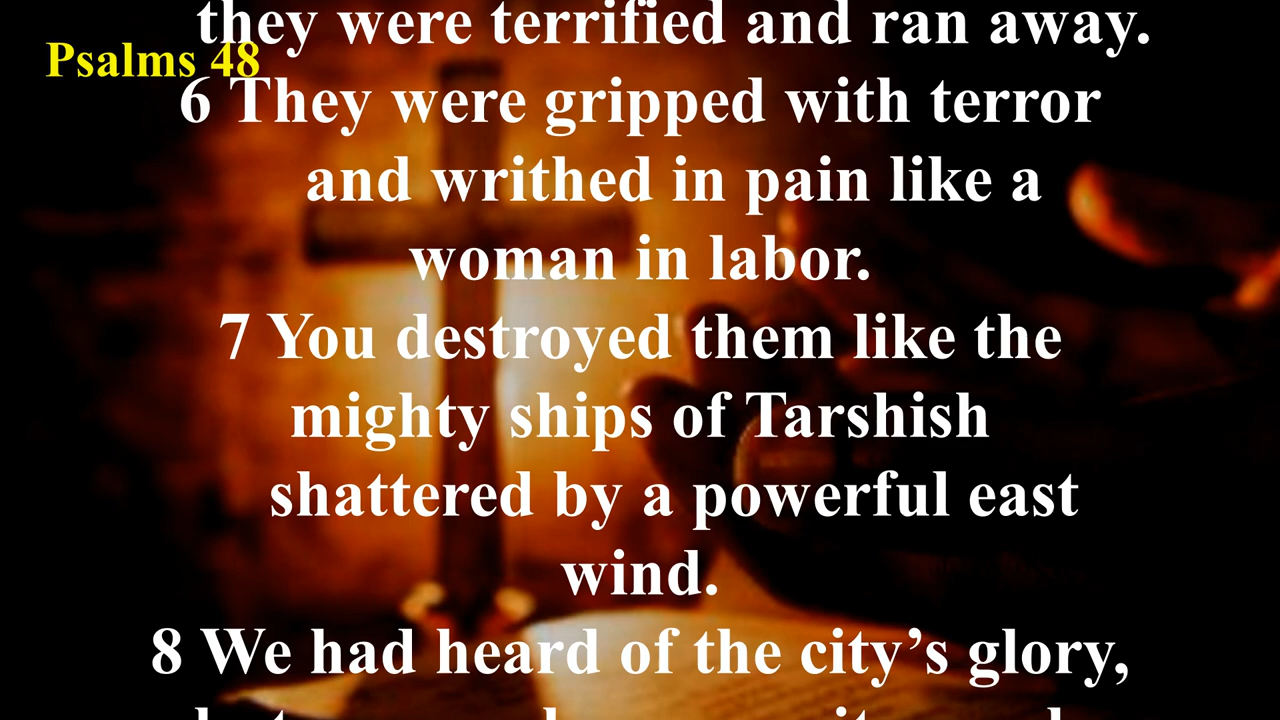 they were terrified and ran away.
Psalms 48
6 They were gripped with terror
and writhed in pain like a
woman in labor.
7 You destroyed them like the
mighty ships of Tarshish
shattered by a powerful east
wind.
8 We had heard of the city’s glory,